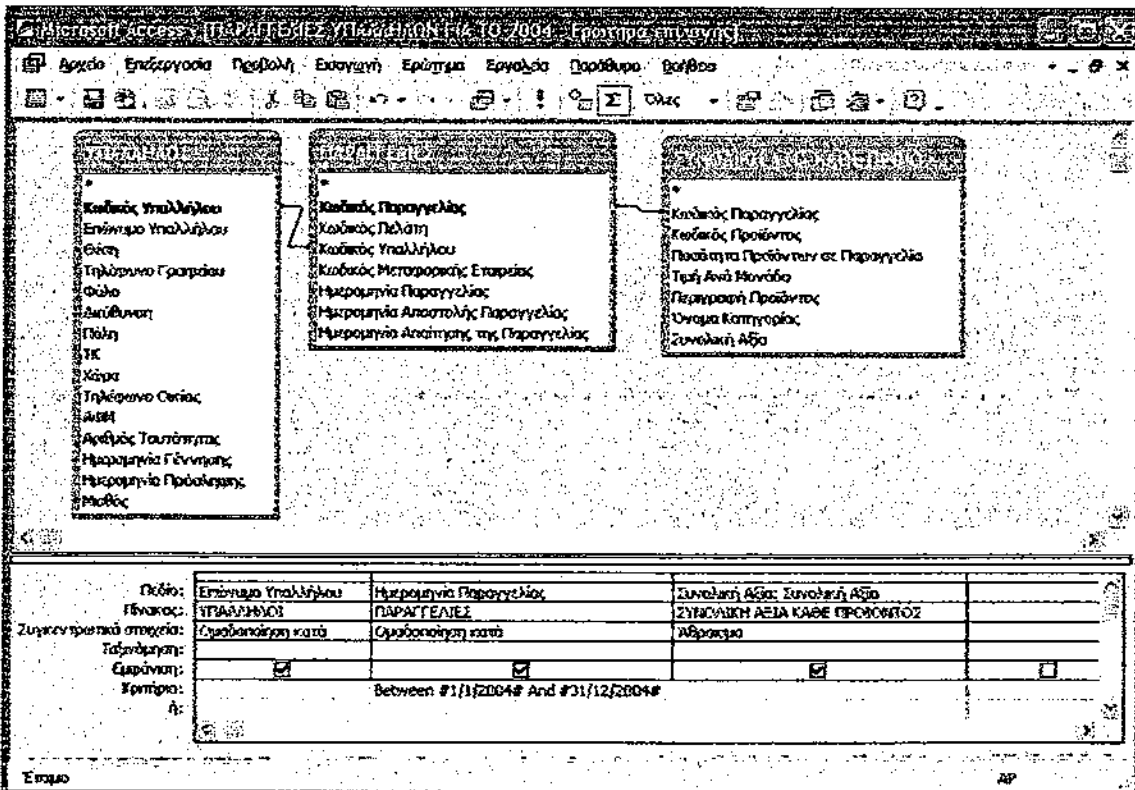 Microsoft Access - [ΠΑΡΑΓΓΕΛΙΕΣ ΥΠΑΛΛΗΛΩΝ ΓΙΑ ΤΟ 2004 : Ερώτημα επιλογής]
Αρχείο Επεξεργασία Προβολή Εισαγωγή Ερώτημα Εργαλεία Παράθυρο Βοήθεια
Σ Όλες
ΥΠΑΛΛΗΛΟΙ
*
Κωδικός Υπαλλήλου
Επώνυμο Υπαλλήλου
Θέση
Τηλέφωνο Γραφείου
Φύλο
Διεύθυνση
Πόλη
ΤΚ
Χώρα
Τηλέφωνο Οικίας
ΑΦΜ
Αριθμός Ταυτότητας
Ημερομηνία Γέννησης
Ημερομηνία Πρόσληψης
Μισθός
ΠΑΡΑΓΓΕΛΙΕΣ
*
Κωδικός Παραγγελίας
Κωδικός Πελάτη
Κωδικός Υπαλλήλου
Κωδικός Μεταφορικής Εταιρείας
Ημερομηνία Παραγγελίας
Ημερομηνία Αποστολής Παραγγελίας
Ημερομηνία Απαίτησης της Παραγγελίας
*
Κωδικός Παραγγελίας
Κωδικός Προϊόντος
Ποσότητα Προϊόντων σε Παραγγελία
Τιμή Ανά Μονάδα
Περιγραφή Προϊόντος
Όνομα Κατηγορίας
Συνολική Αξία
Πεδίο: Επώνυμο Υπαλλήλου Ημερομηνία Παραγγελίας Συνολική Αξία: Συνολική Αξία
Πίνακας: ΥΠΑΛΛΗΛΟΙ ΠΑΡΑΓΓΕΛΙΕΣ ΣΥΝΟΛΙΚΗ ΑΞΙΑ ΚΑΘΕ ΠΡΟΪΟΝΤΟΣ
Συγκεντρωτικά στοιχεία: Ομαδοποίηση κατά Ομαδοποίηση κατά Άθροισμα
Ταξινόμηση:
Εμφάνιση:
Κριτήρια: Between #1/1/2004# And #31/12/2004#
ή:
Έτοιμο ΑΡ